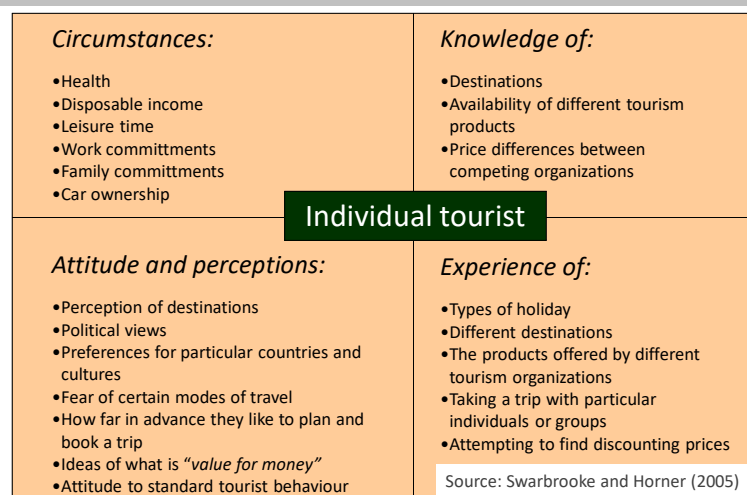 Circumstances:
•Health
•Disposable income
•Leisure time
•Work committments
•Family committments
•Car ownership
Knowledge of:
•Destinations
•Availability of different tourism
products
•Price differences between
competing organizations
Individual tourist
Attitude and perceptions:
•Perception of destinations
•Political views
•Preferences for particular countries and
cultures
•Fear of certain modes of travel
•How far in advance they like to plan and
book a trip
•Ideas of what is “value for money”
•Attitude to standard tourist behaviour
Experience of:
•Types of holiday
•Different destinations
•The products offered by different
tourism organizations
•Taking a trip with particular
individuals or groups
•Attempting to find discounting prices
Source: Swarbrooke and Horner (2005)